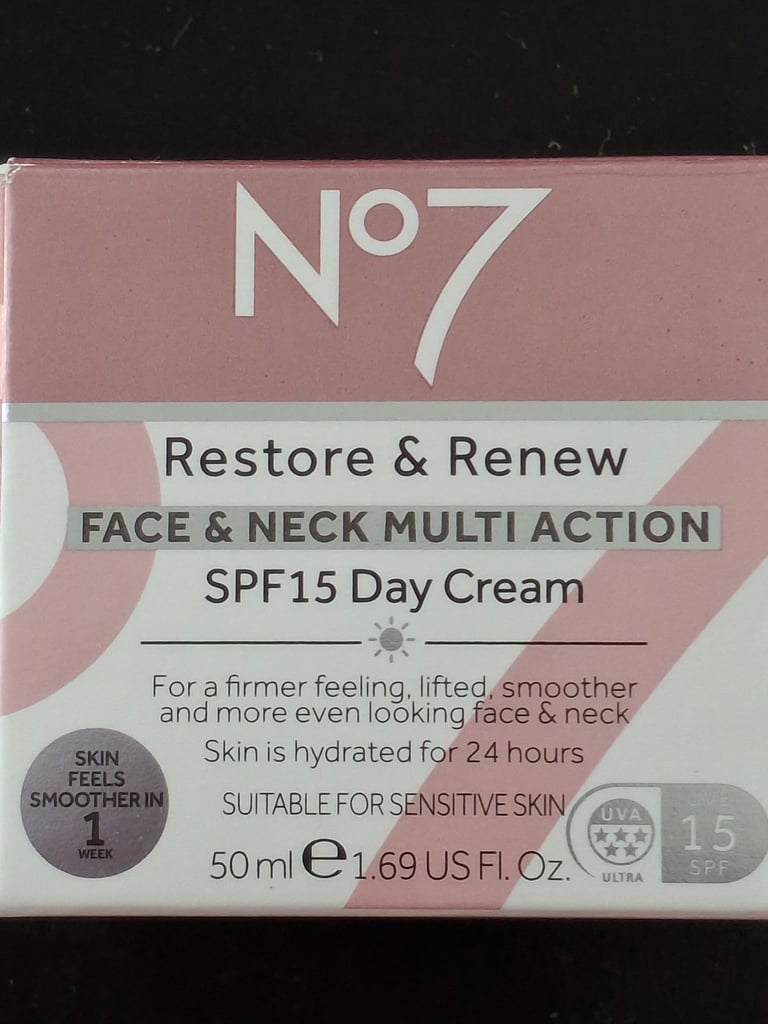 No7
Restore & Renew
FACE & NECK MULTI ACTION
SPF15 Day Cream
For a firmer feeling, lifted, smoother
and more even looking face & neck
Skin is hydrated for 24 hours
SUITABLE FOR SENSITIVE SKIN
50 ml e 1.69 US Fl. Oz.
SKIN
FEELS
SMOOTHER IN
1
WEEK
UVA
ULTRA
15
SPF